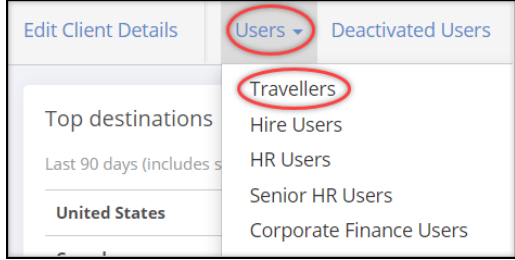 Edit Client Details Users Deactivated Users
Travellers
Hire Users
HR Users
Senior HR Users
Corporate Finance Users
Top destinations
Last 90 days (includes s
United States